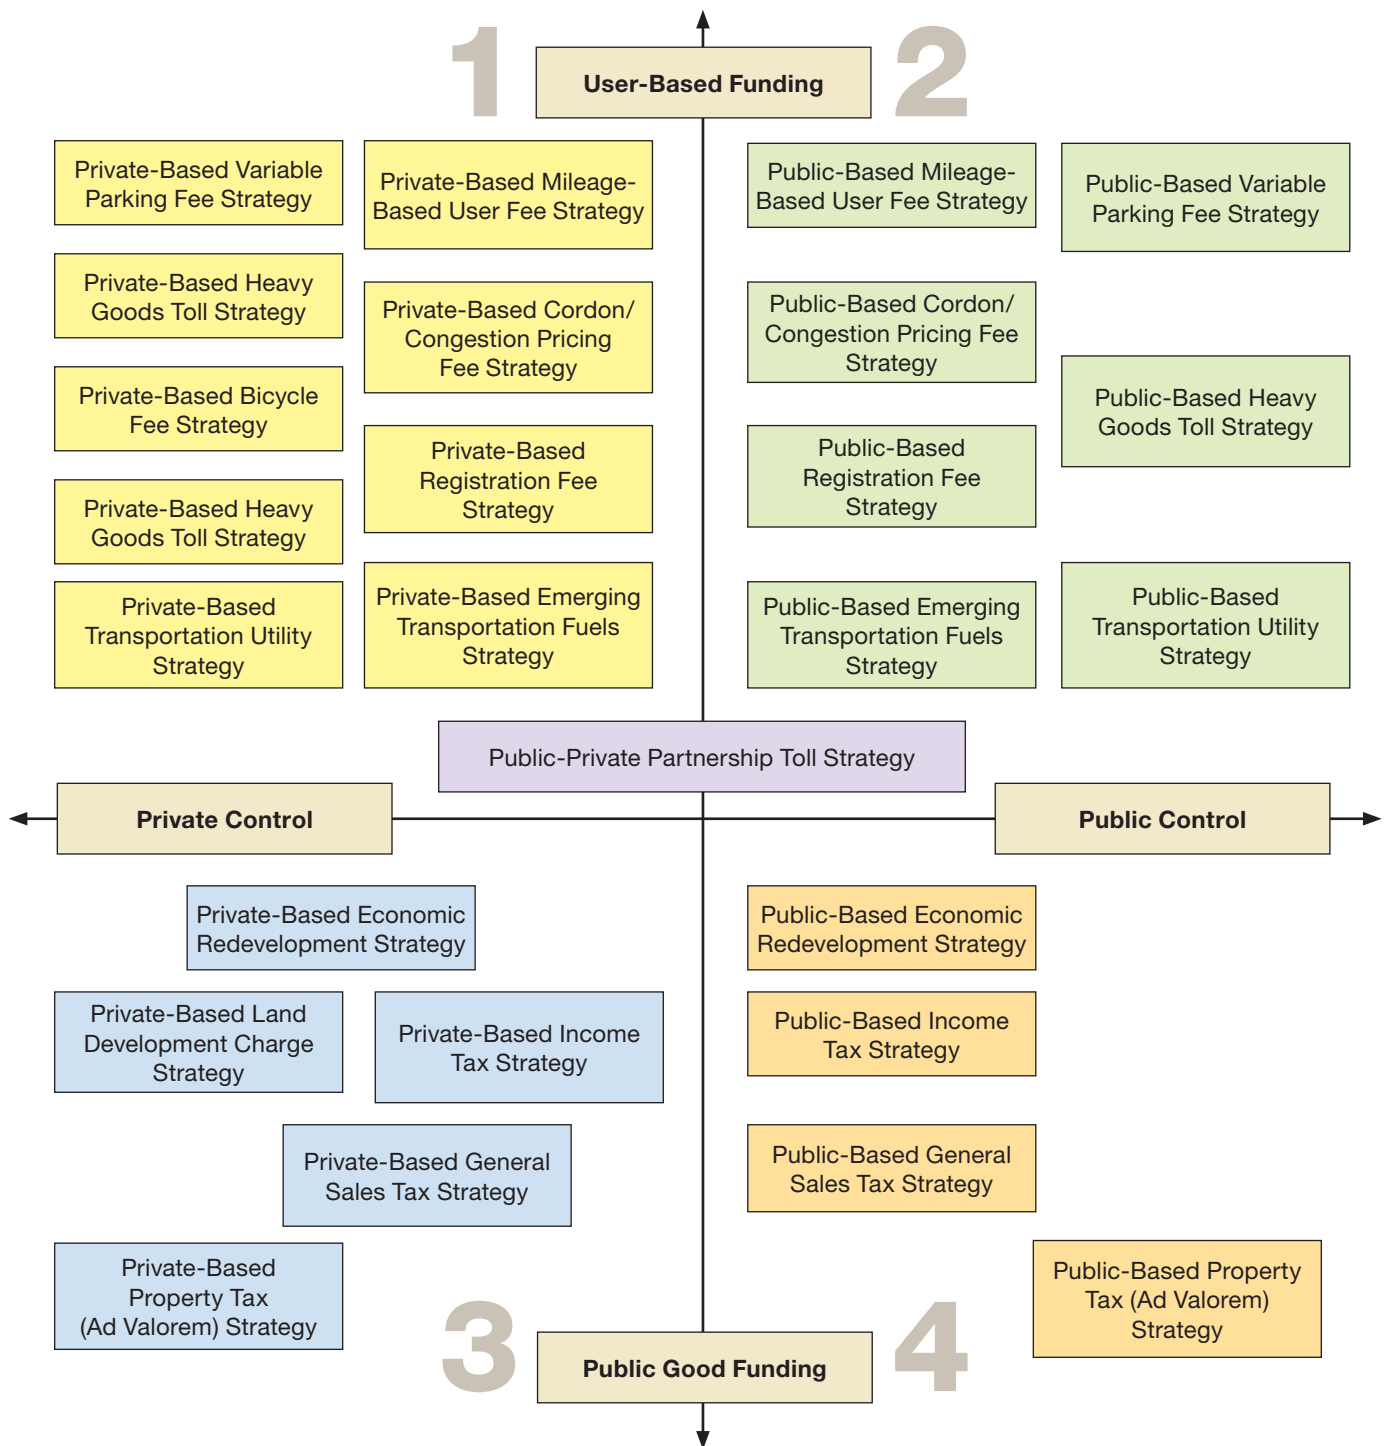 1
User-Based Funding
2
Private-Based Variable
Parking Fee Strategy
Private-Based Mileage-
Based User Fee Strategy
Private-Based Heavy
Goods Toll Strategy
Private-Based Cordon/
Congestion Pricing
Fee Strategy
Private-Based Bicycle
Fee Strategy
Private-Based
Registration Fee
Strategy
Private-Based Heavy
Goods Toll Strategy
Private-Based
Transportation Utility
Strategy
Private-Based Emerging
Transportation Fuels
Strategy
Public-Based Mileage-
Based User Fee Strategy
Public-Based Variable
Parking Fee Strategy
Public-Based Cordon/
Congestion Pricing Fee
Strategy
Public-Based Heavy
Goods Toll Strategy
Public-Based
Registration Fee
Strategy
Public-Based Emerging
Transportation Fuels
Strategy
Public-Based
Transportation Utility
Strategy
Public-Private Partnership Toll Strategy
Private Control
Public Control
Private-Based Economic
Redevelopment Strategy
Private-Based Land
Development Charge
Strategy
Private-Based Income
Tax Strategy
Private-Based General
Sales Tax Strategy
Private-Based
Property Tax
(Ad Valorem) Strategy
Public-Based Economic
Redevelopment Strategy
Public-Based Income
Tax Strategy
Public-Based General
Sales Tax Strategy
Public-Based Property
Tax (Ad Valorem)
Strategy
3
Public Good Funding
4